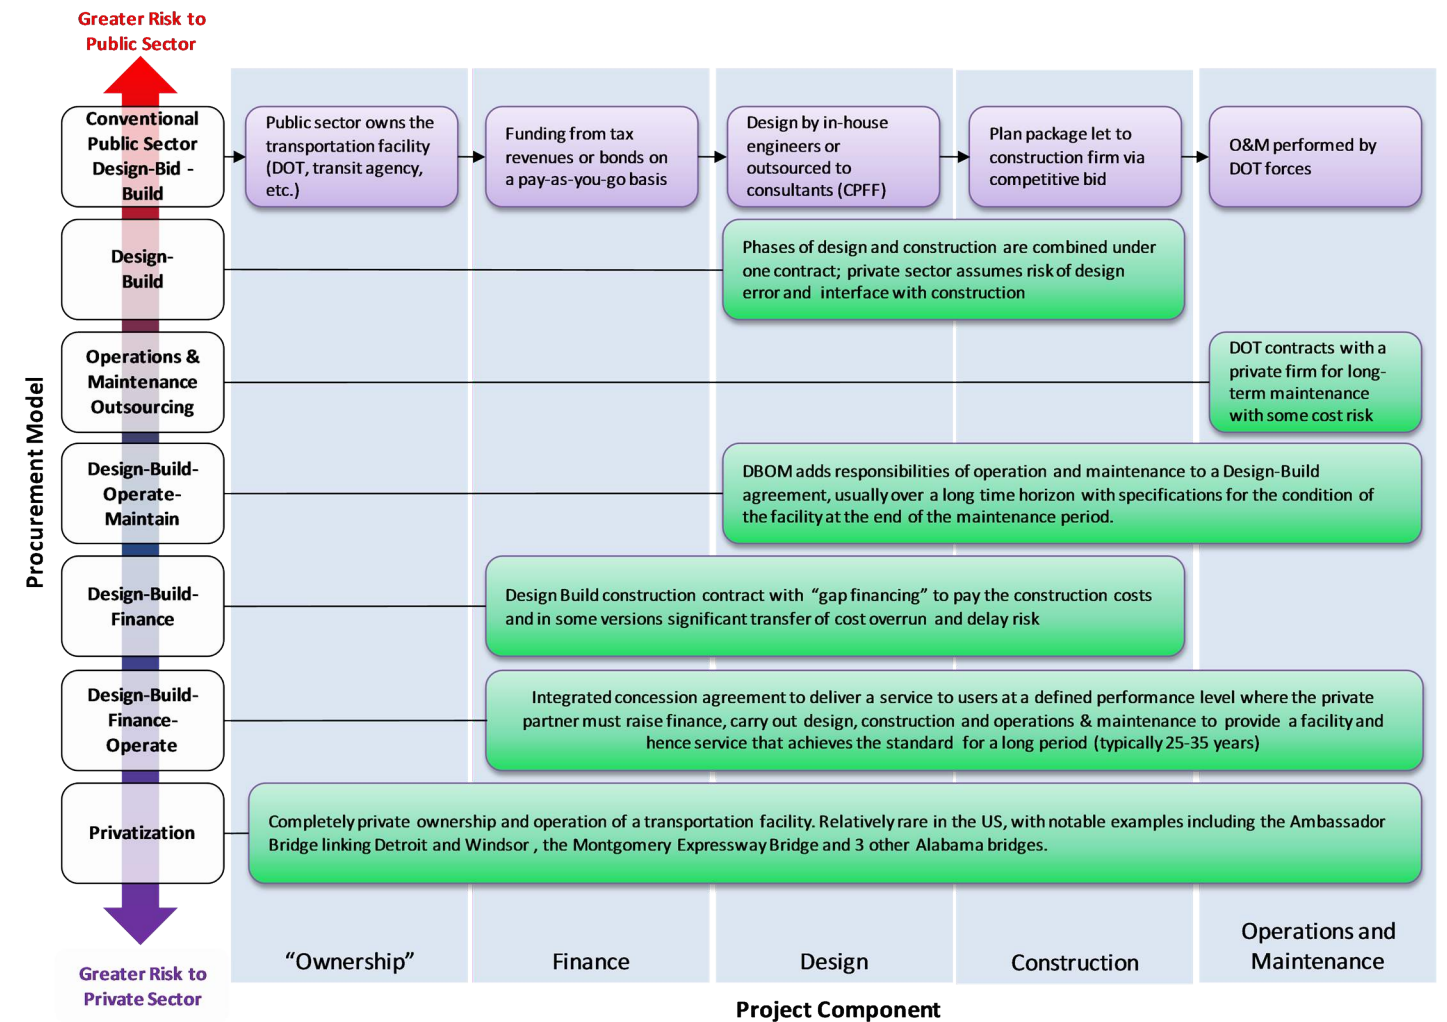 Greater Risk to
Public Sector
Conventional
Public Sector
Design-Bid -
Build
Public sector owns the
transportation facility
(DOT, transit agency,
etc.)
Funding from tax
revenues or bonds on
a pay-as-you-go basis
Design by in-house
engineers or
outsourced to
consultants (CPFF)
Plan package let to
construction firm via
competitive bid
O&M performed by
DOT forces
Design-
Build
Phases of design and construction are combined under
one contract; private sector assumes risk of design
error and interface with construction
Operations &
Maintenance
Outsourcing
DOT contracts with a
private firm for long-
term maintenance
with some cost risk
Design-Build-
Operate-
Maintain
DBOM adds responsibilities of operation and maintenance to a Design-Build
agreement, usually over a long time horizon with specifications for the condition of
the facility at the end of the maintenance period.
Design-Build-
Finance
Design Build construction contract with "gap financing" to pay the construction costs
and in some versions significant transfer of cost overrun and delay risk
Design-Build-
Finance-
Operate
Integrated concession agreement to deliver a service to users at a defined performance level where the private
partner must raise finance, carry out design, construction and operations & maintenance to provide a facility and
hence service that achieves the standard for a long period (typically 25-35 years)
Privatization
Completely private ownership and operation of a transportation facility. Relatively rare in the US, with notable examples including the Ambassador
Bridge linking Detroit and Windsor , the Montgomery Expressway Bridge and 3 other Alabama bridges.
Procurement Model
Greater Risk to
Private Sector
"Ownership"
Finance
Design
Construction
Operations and
Maintenance
Project Component